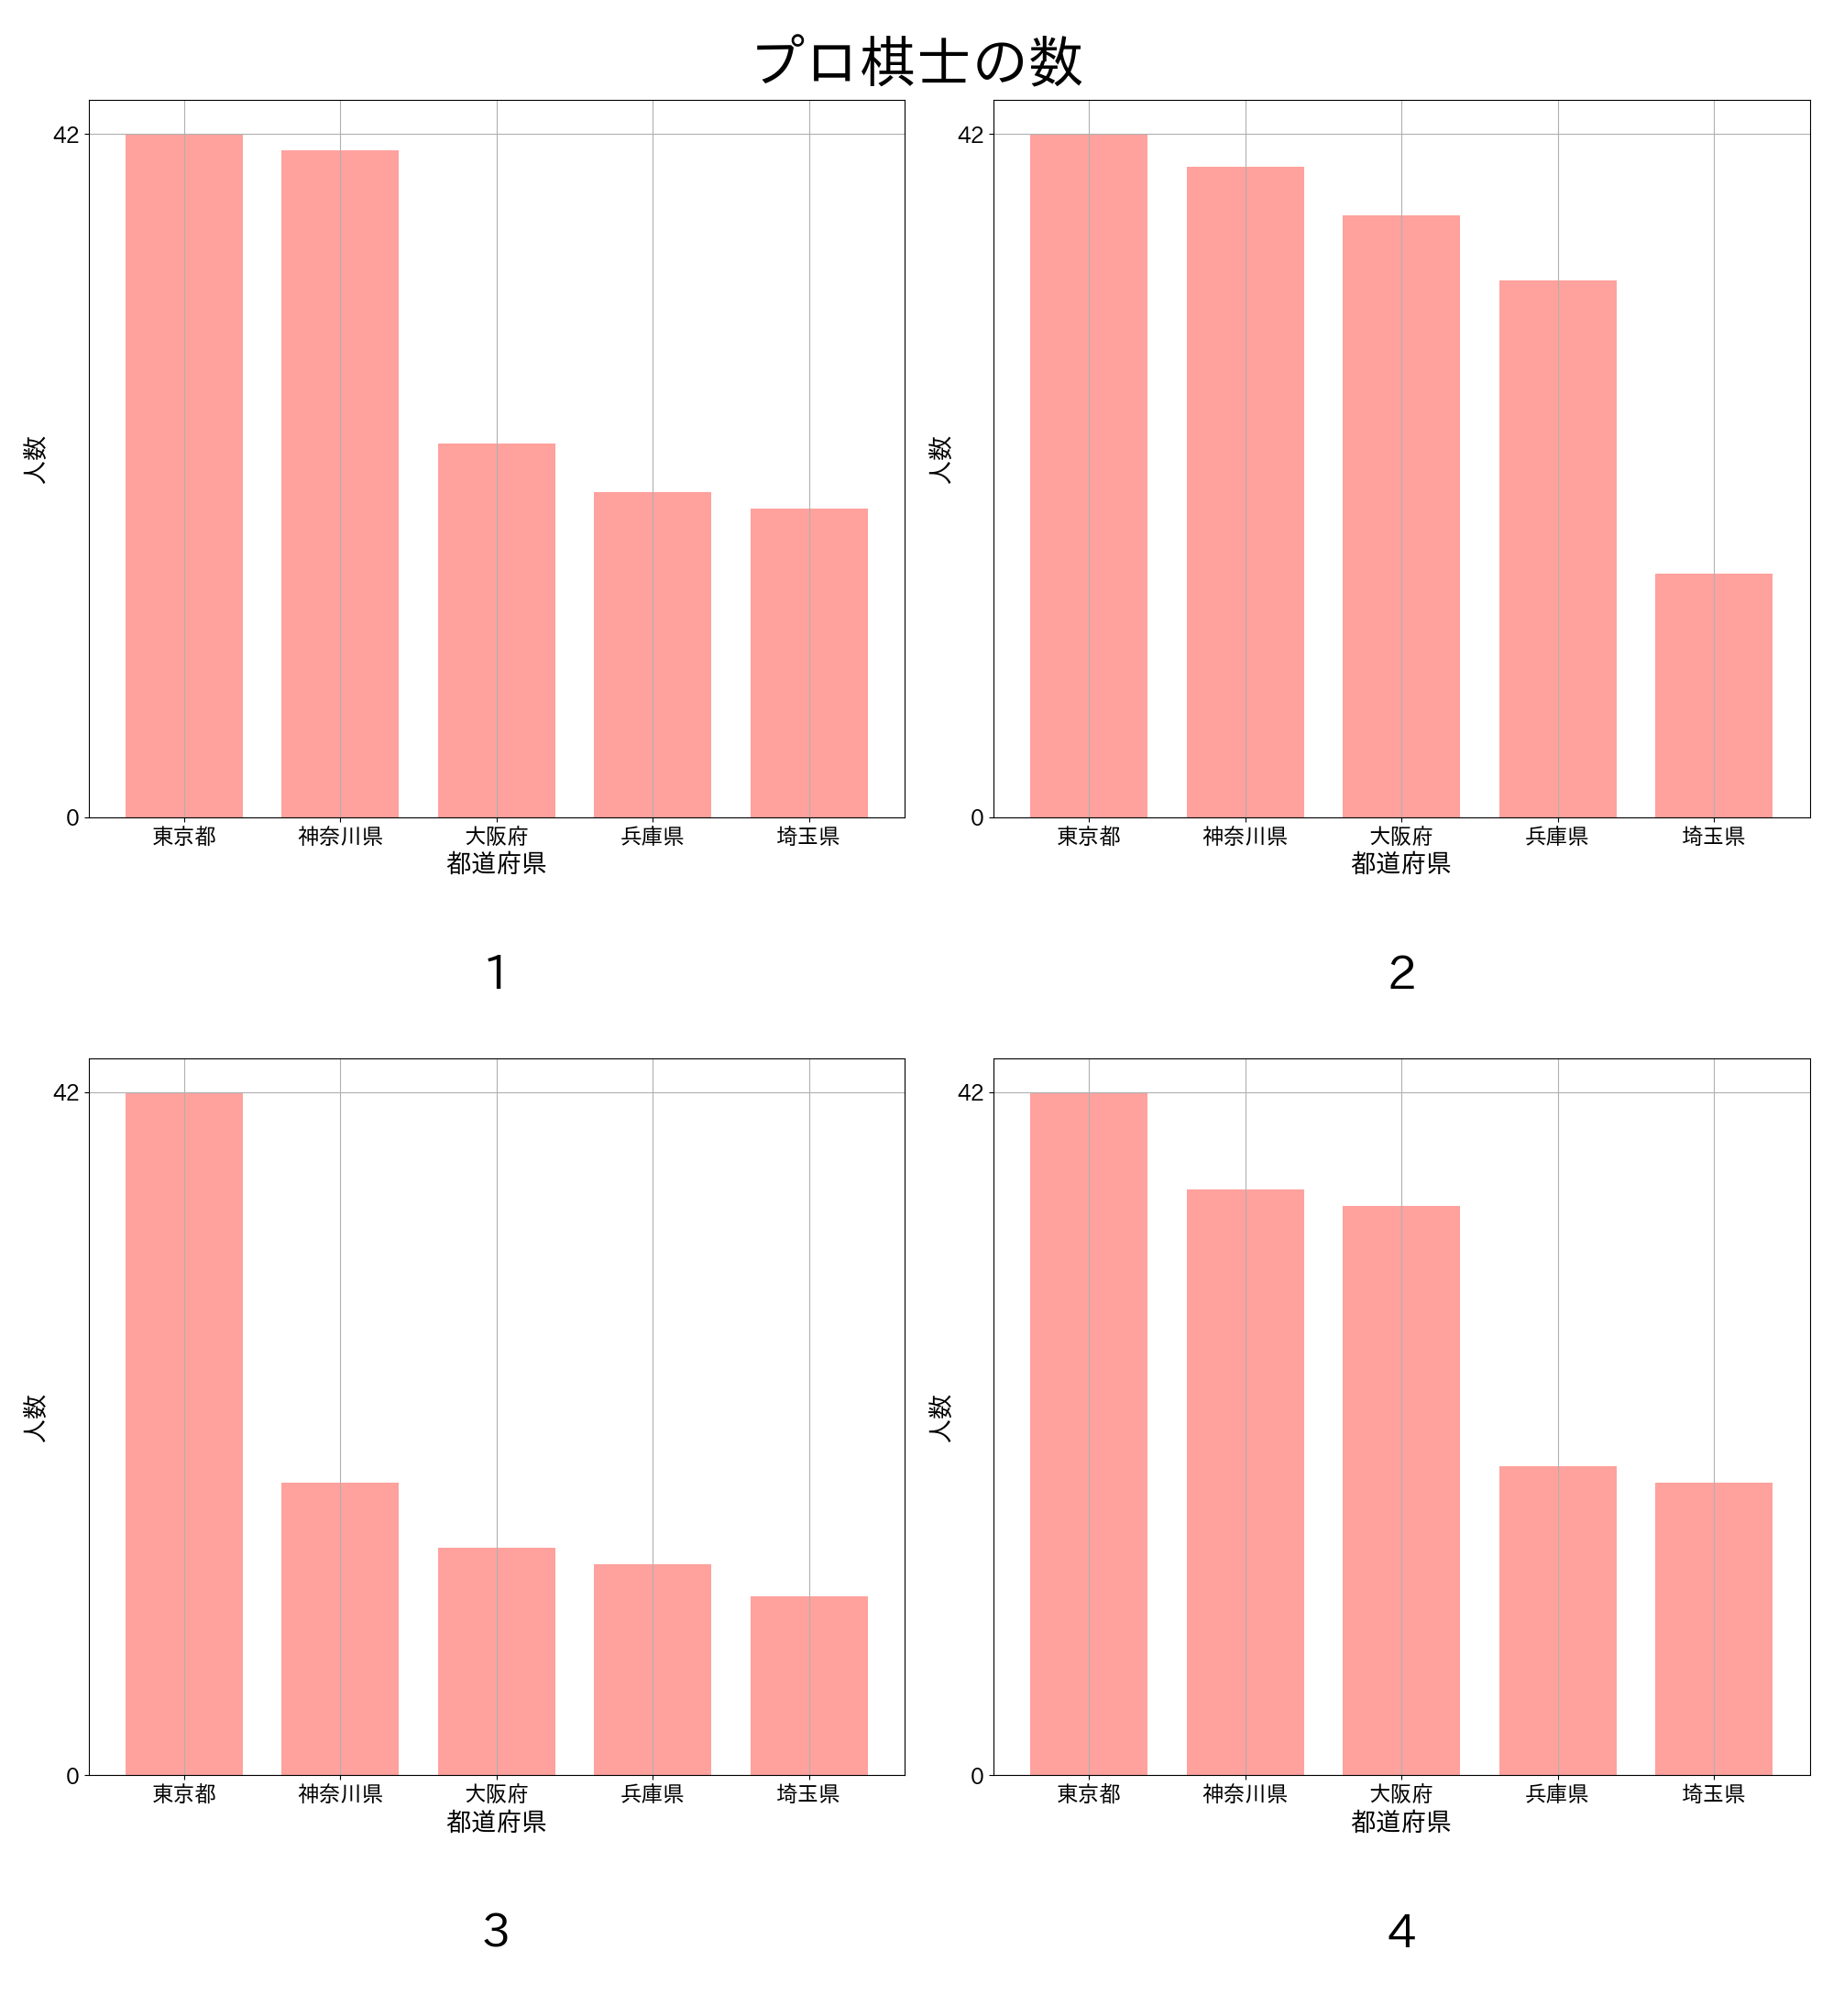 プロ棋士の数
42
0
人数
東京都 神奈川県 大阪府 兵庫県 埼玉県
都道府県
1
42
0
人数
東京都 神奈川県 大阪府 兵庫県 埼玉県
都道府県
2
42
0
人数
東京都 神奈川県 大阪府 兵庫県 埼玉県
都道府県
3
42
0
人数
東京都 神奈川県 大阪府 兵庫県 埼玉県
都道府県
4